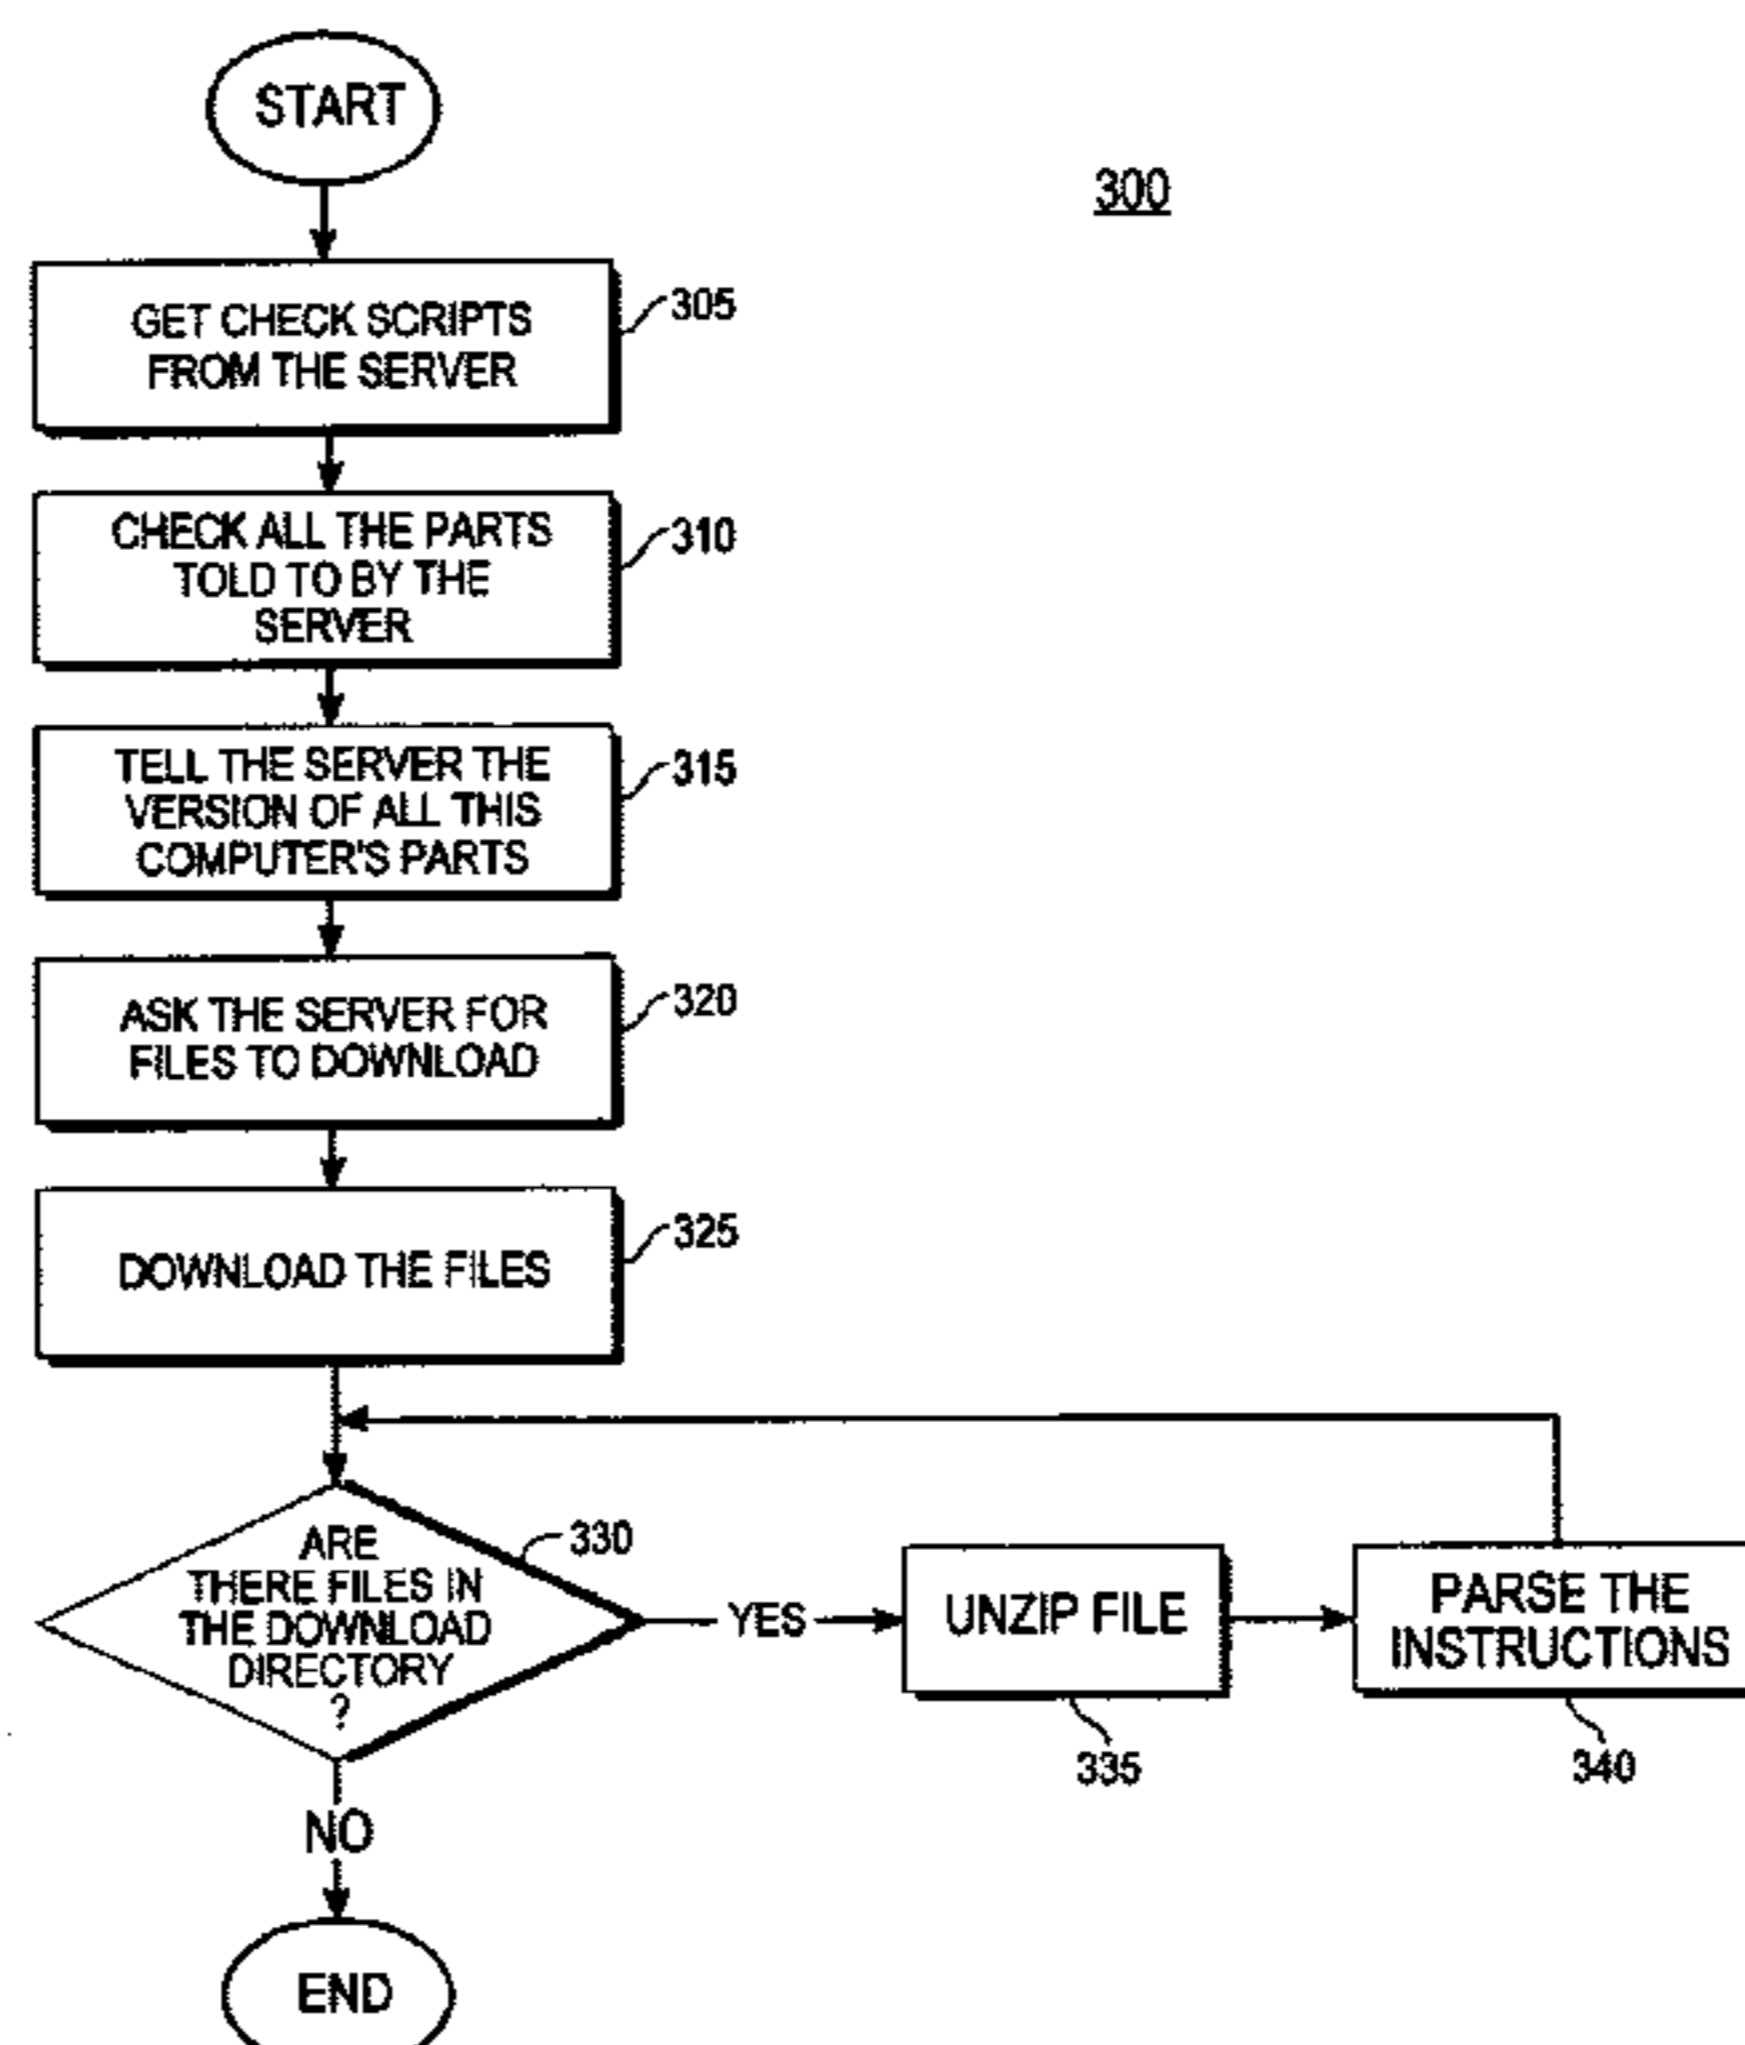 START
300
GET CHECK SCRIPTS
FROM THE SERVER
305
CHECK ALL THE PARTS
TOLD TO BY THE
SERVER
310
TELL THE SERVER THE
VERSION OF ALL THIS
COMPUTER'S PARTS
315
ASK THE SERVER FOR
FILES TO DOWNLOAD
320
DOWNLOAD THE FILES
325
ARE
THERE FILES IN
THE DOWNLOAD
DIRECTORY
?
330
YES
UNZIP FILE
335
PARSE THE
INSTRUCTIONS
340
NO
END